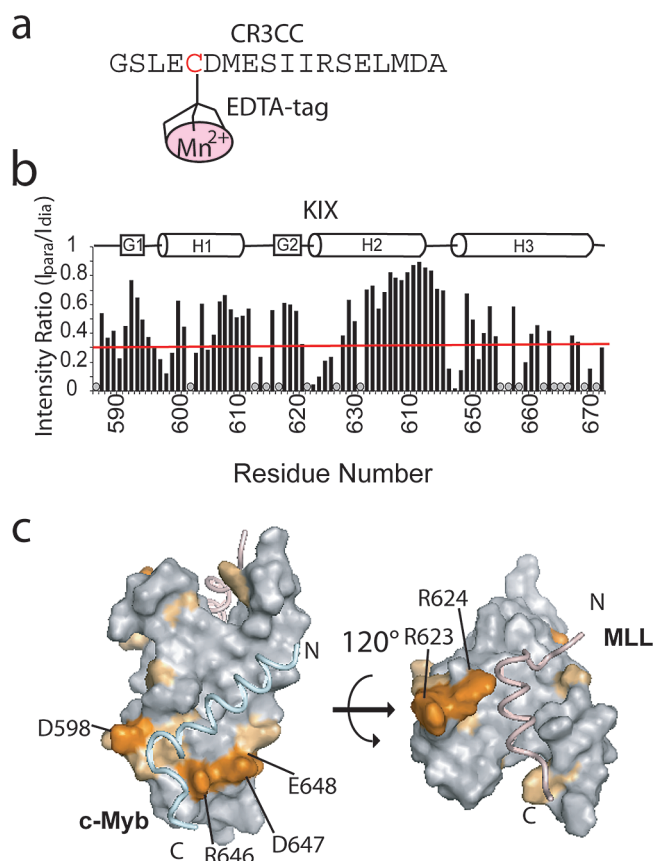 a
CR3CC
GSLECDMESIIRSELMDA
EDTA-tag
Mn2+
b
KIX
G1 H1 G2 H2 H3
Intensity Ratio (Ipara/Idia)
1
0.8
0.6
0.4
0.2
0
590 600 610 620 630 610 640 650 660 670
Residue Number
c
N
D598
c-Myb
C
R646
D647
E648
120°
R624
R623
N
MLL
C